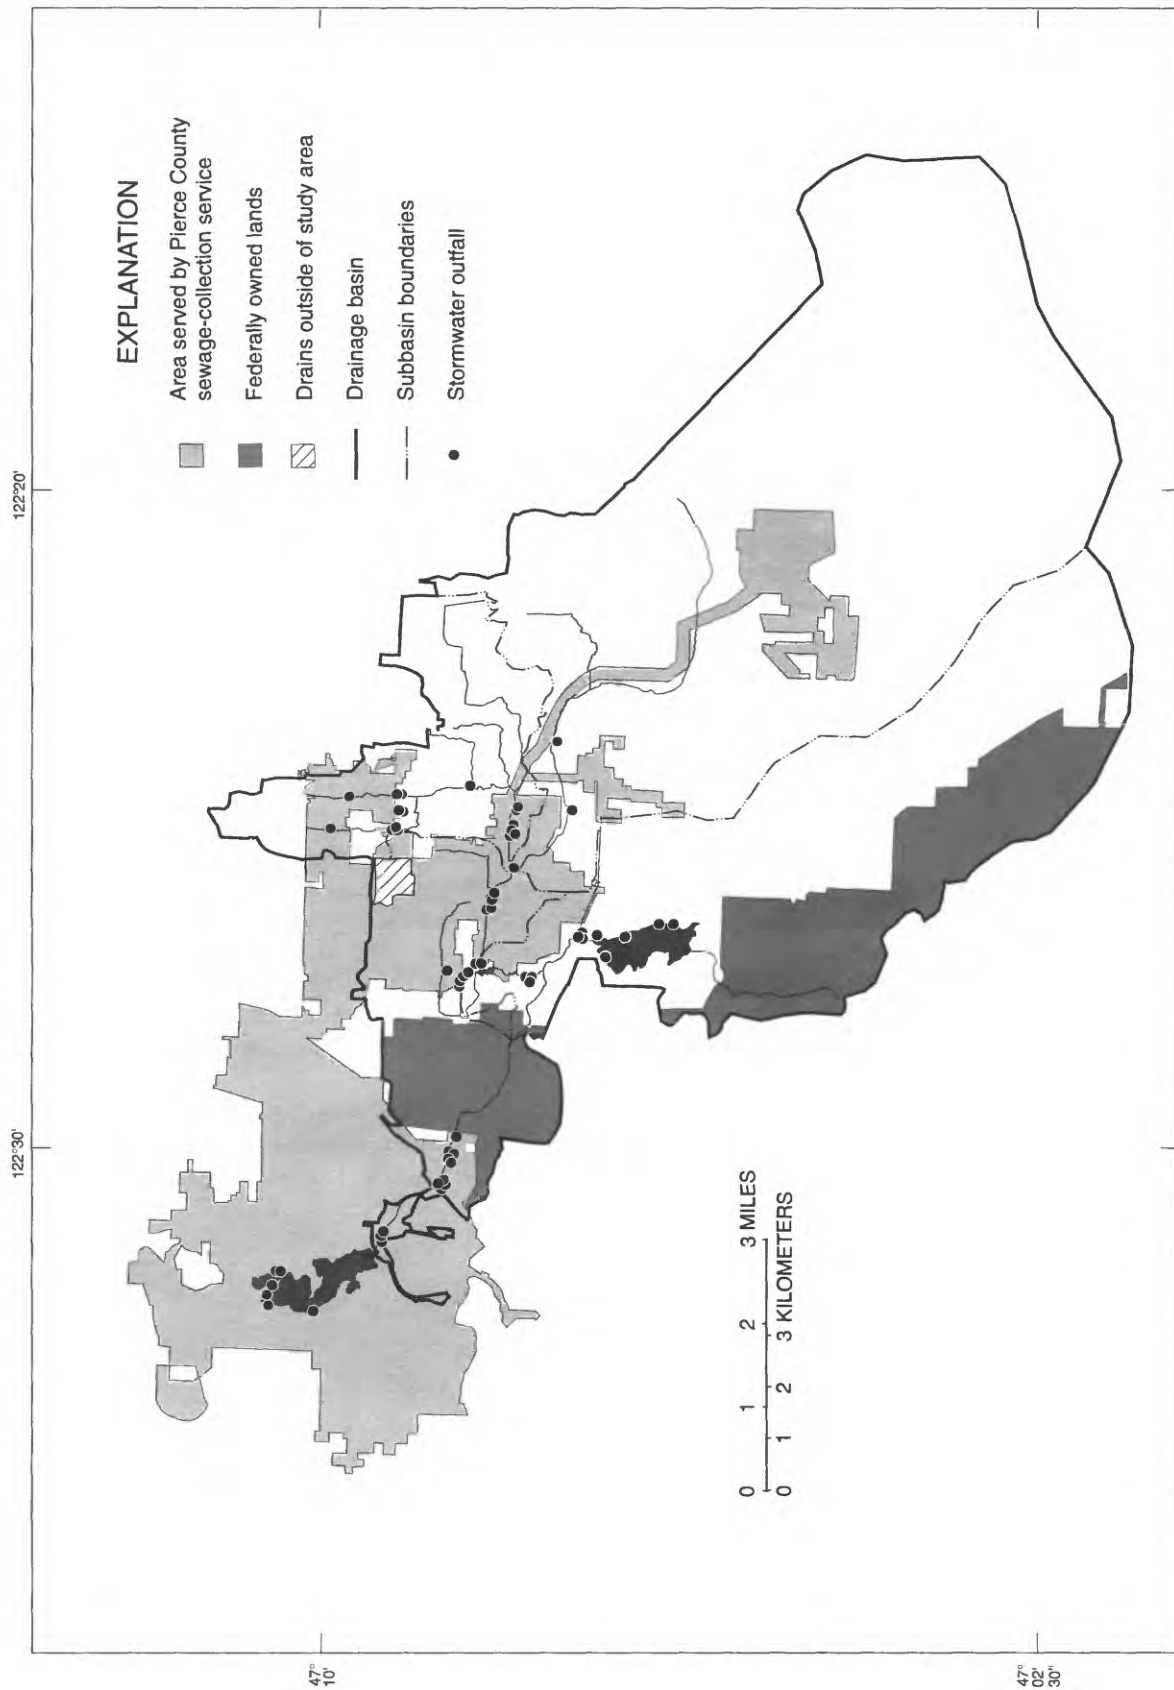 122°30'
122°20'
47°
10'
47°
02'
30"
EXPLANATION
Area served by Pierce County
sewage-collection service
Federally owned lands
Drains outside of study area
Drainage basin
Subbasin boundaries
Stormwater outfall
0 1 2 3 MILES
0 1 2 3 KILOMETERS